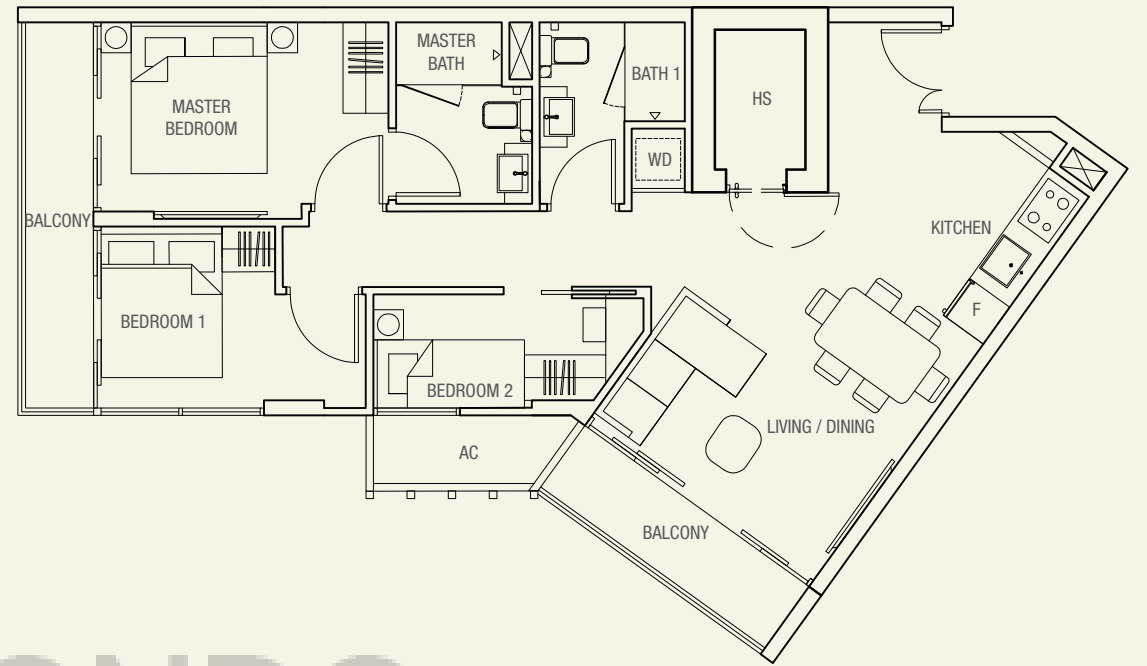 MASTER
BATH
BATH 1
HS
MASTER
BEDROOM
WD
BALCONY
KITCHEN
F
BEDROOM 1
BEDROOM 2
LIVING / DINING
AC
BALCONY